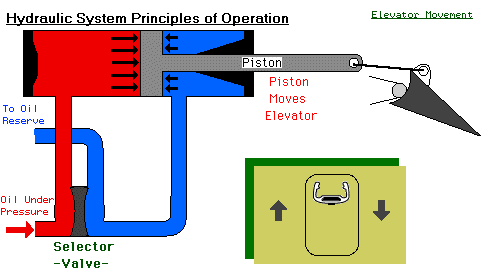 Hydraulic System Principles of Operation
Elevator Movement
Piston
Piston
Moves
Elevator
To Oil
Reserve
Oil Under
Pressure
Selector
-Valve-